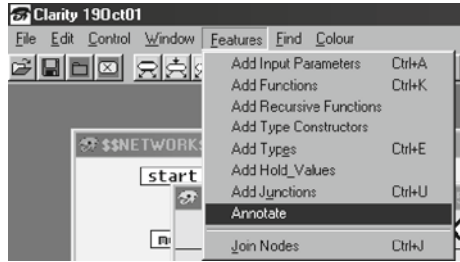 Clarity 19Oct01
File Edit Control Window Features Find Colour
Add Input Parameters Ctrl+A
Add Functions Ctrl+K
Add Recursive Functions
Add Type Constructors
Add Types Ctrl+E
Add Hold_Values
Add Junctions Ctrl+U
Annotate
Join Nodes Ctrl+J
$$NETWORKS
start